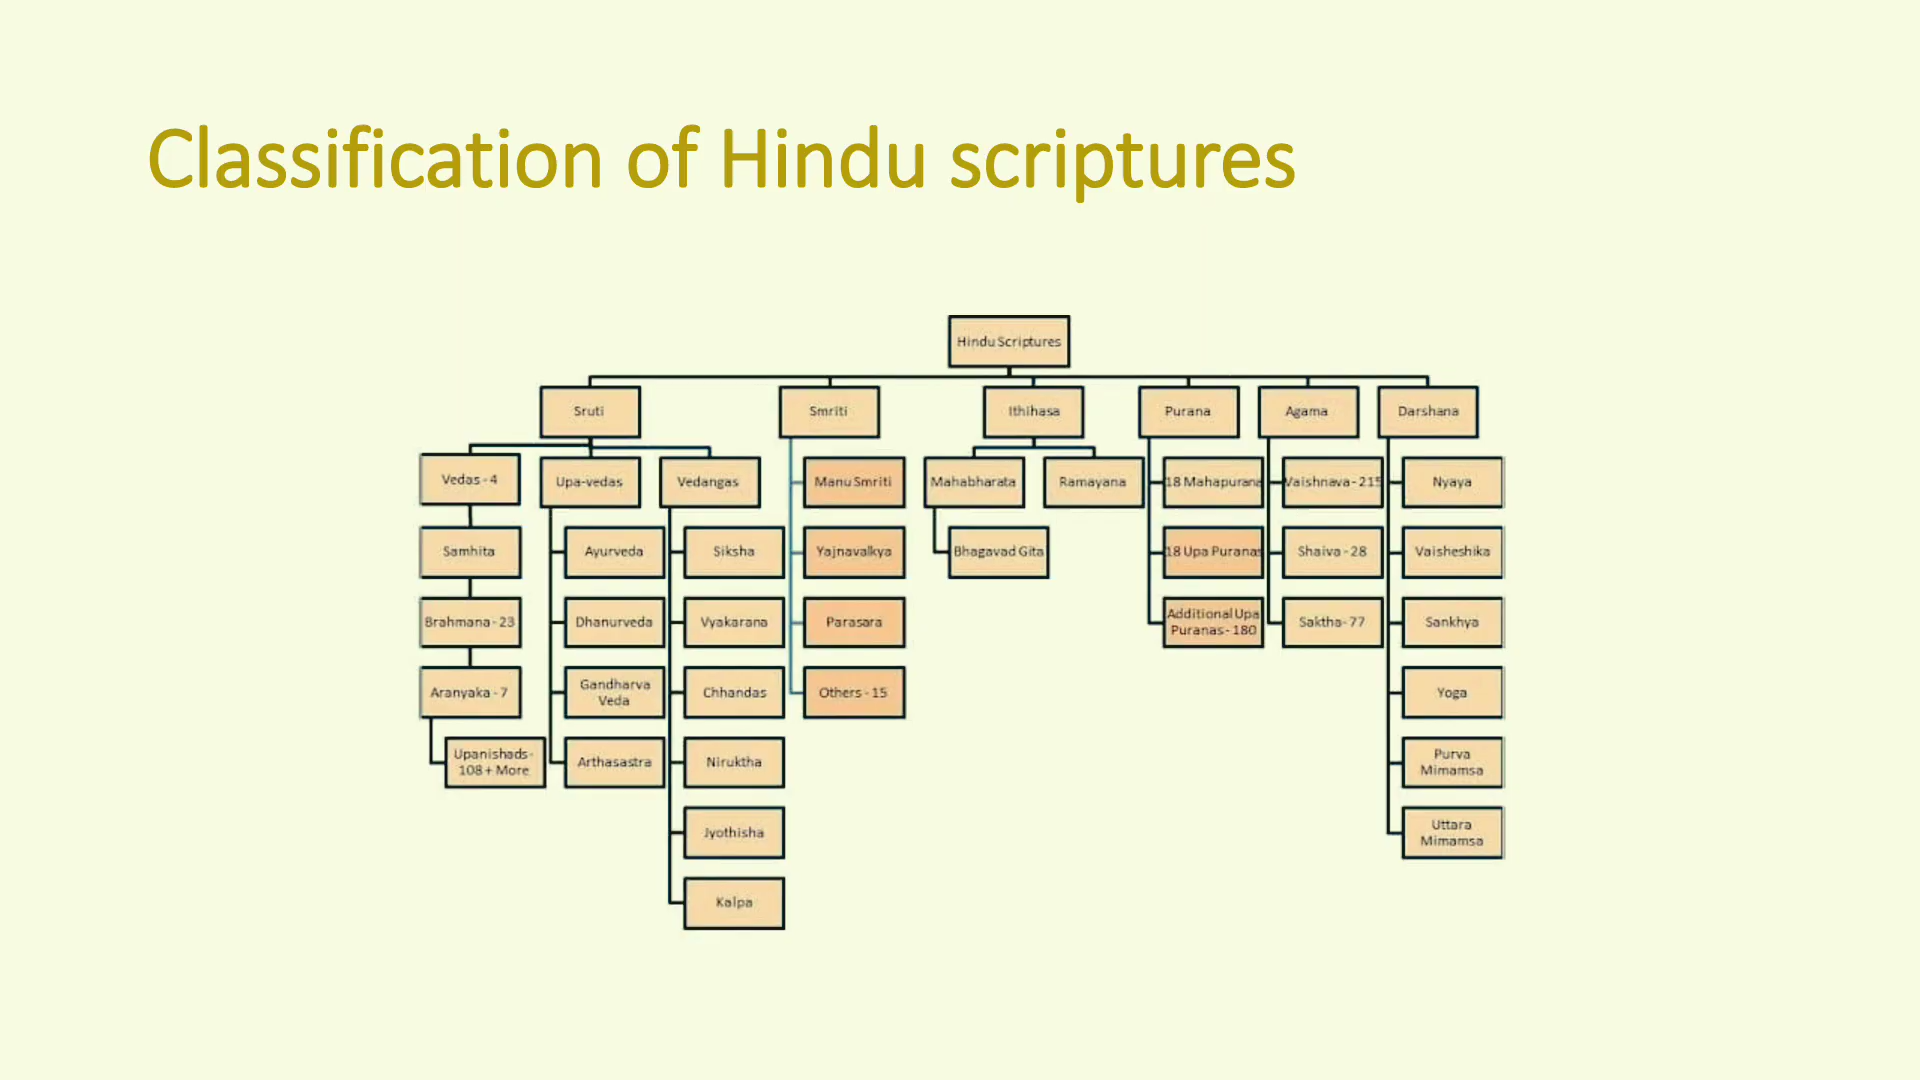 Classification of Hindu scriptures
Hindu Scriptures
Sruti
Smriti
Ithihasa
Purana
Agama
Darshana
Vedas - 4
Upa-vedas
Vedangas
Manu Smriti
Mahabharata
Ramayana
18 Mahapurana
Vaishnava - 215
Nyaya
Samhita
Ayurveda
Siksha
Yajnavalkya
Bhagavad Gita
18 Upa Puranas
Shaiva - 28
Vaisheshika
Brahmana - 23
Dhanurveda
Vyakarana
Parasara
Additional Upa
Puranas - 180
Saktha - 77
Sankhya
Aranyaka - 7
Gandharva
Veda
Chhandas
Others - 15
Yoga
Upanishads -
108 + More
Arthasastra
Niruktha
Purva
Mimamsa
Jyothisha
Uttara
Mimamsa
Kalpa